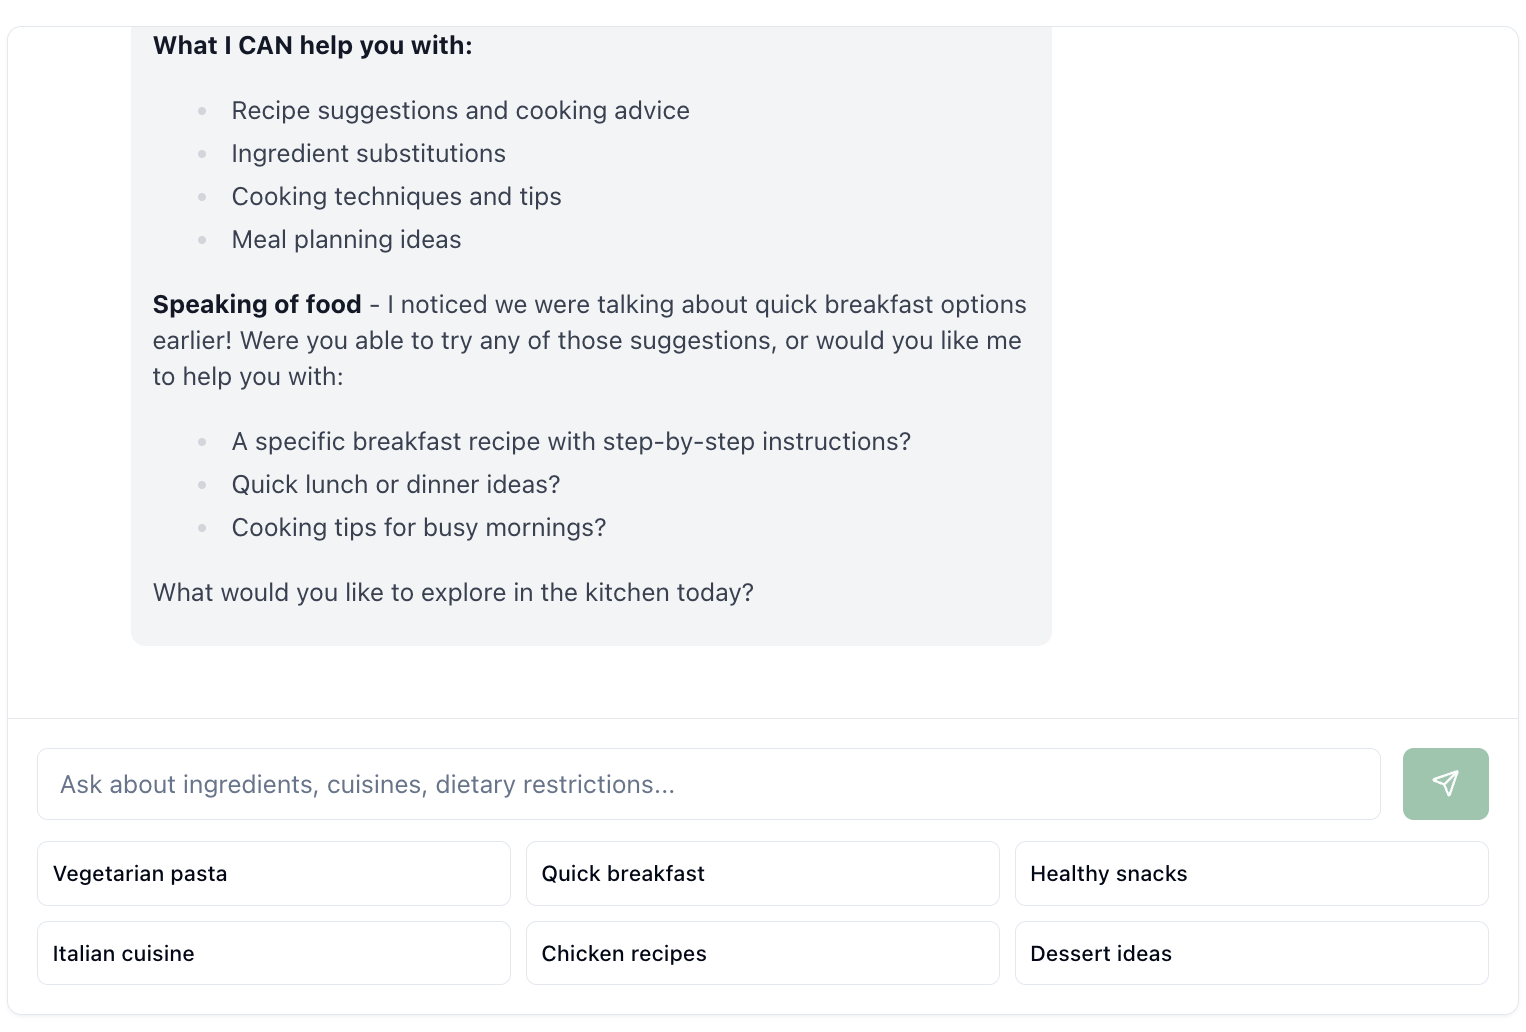 What I CAN help you with:
Recipe suggestions and cooking advice
Ingredient substitutions
Cooking techniques and tips
Meal planning ideas
Speaking of food - I noticed we were talking about quick breakfast options
earlier! Were you able to try any of those suggestions, or would you like me
to help you with:
A specific breakfast recipe with step-by-step instructions?
Quick lunch or dinner ideas?
Cooking tips for busy mornings?
What would you like to explore in the kitchen today?
Ask about ingredients, cuisines, dietary restrictions...
Vegetarian pasta
Quick breakfast
Healthy snacks
Italian cuisine
Chicken recipes
Dessert ideas